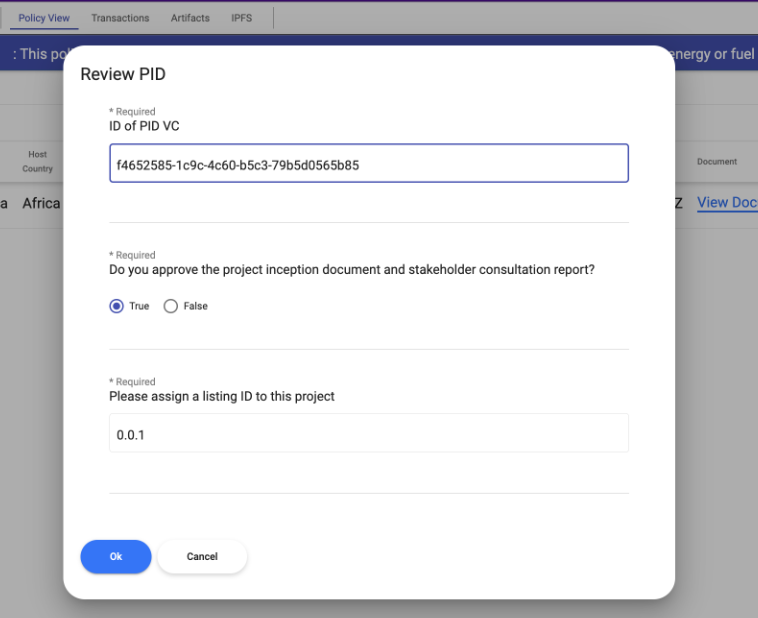 Policy View Transactions Artifacts IPFS
: This energy or fuel
Review PID
* Required
ID of PID VC
f4652585-1c9c-4c60-b5c3-79b5d0565b85
Host
Country
Document
a Africa Z View Doc
* Required
Do you approve the project inception document and stakeholder consultation report?
True False
* Required
Please assign a listing ID to this project
0.0.1
Ok Cancel